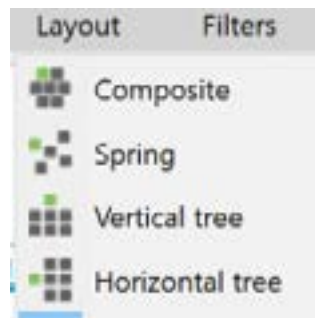 Layout Filters
Composite
Spring
Vertical tree
Horizontal tree